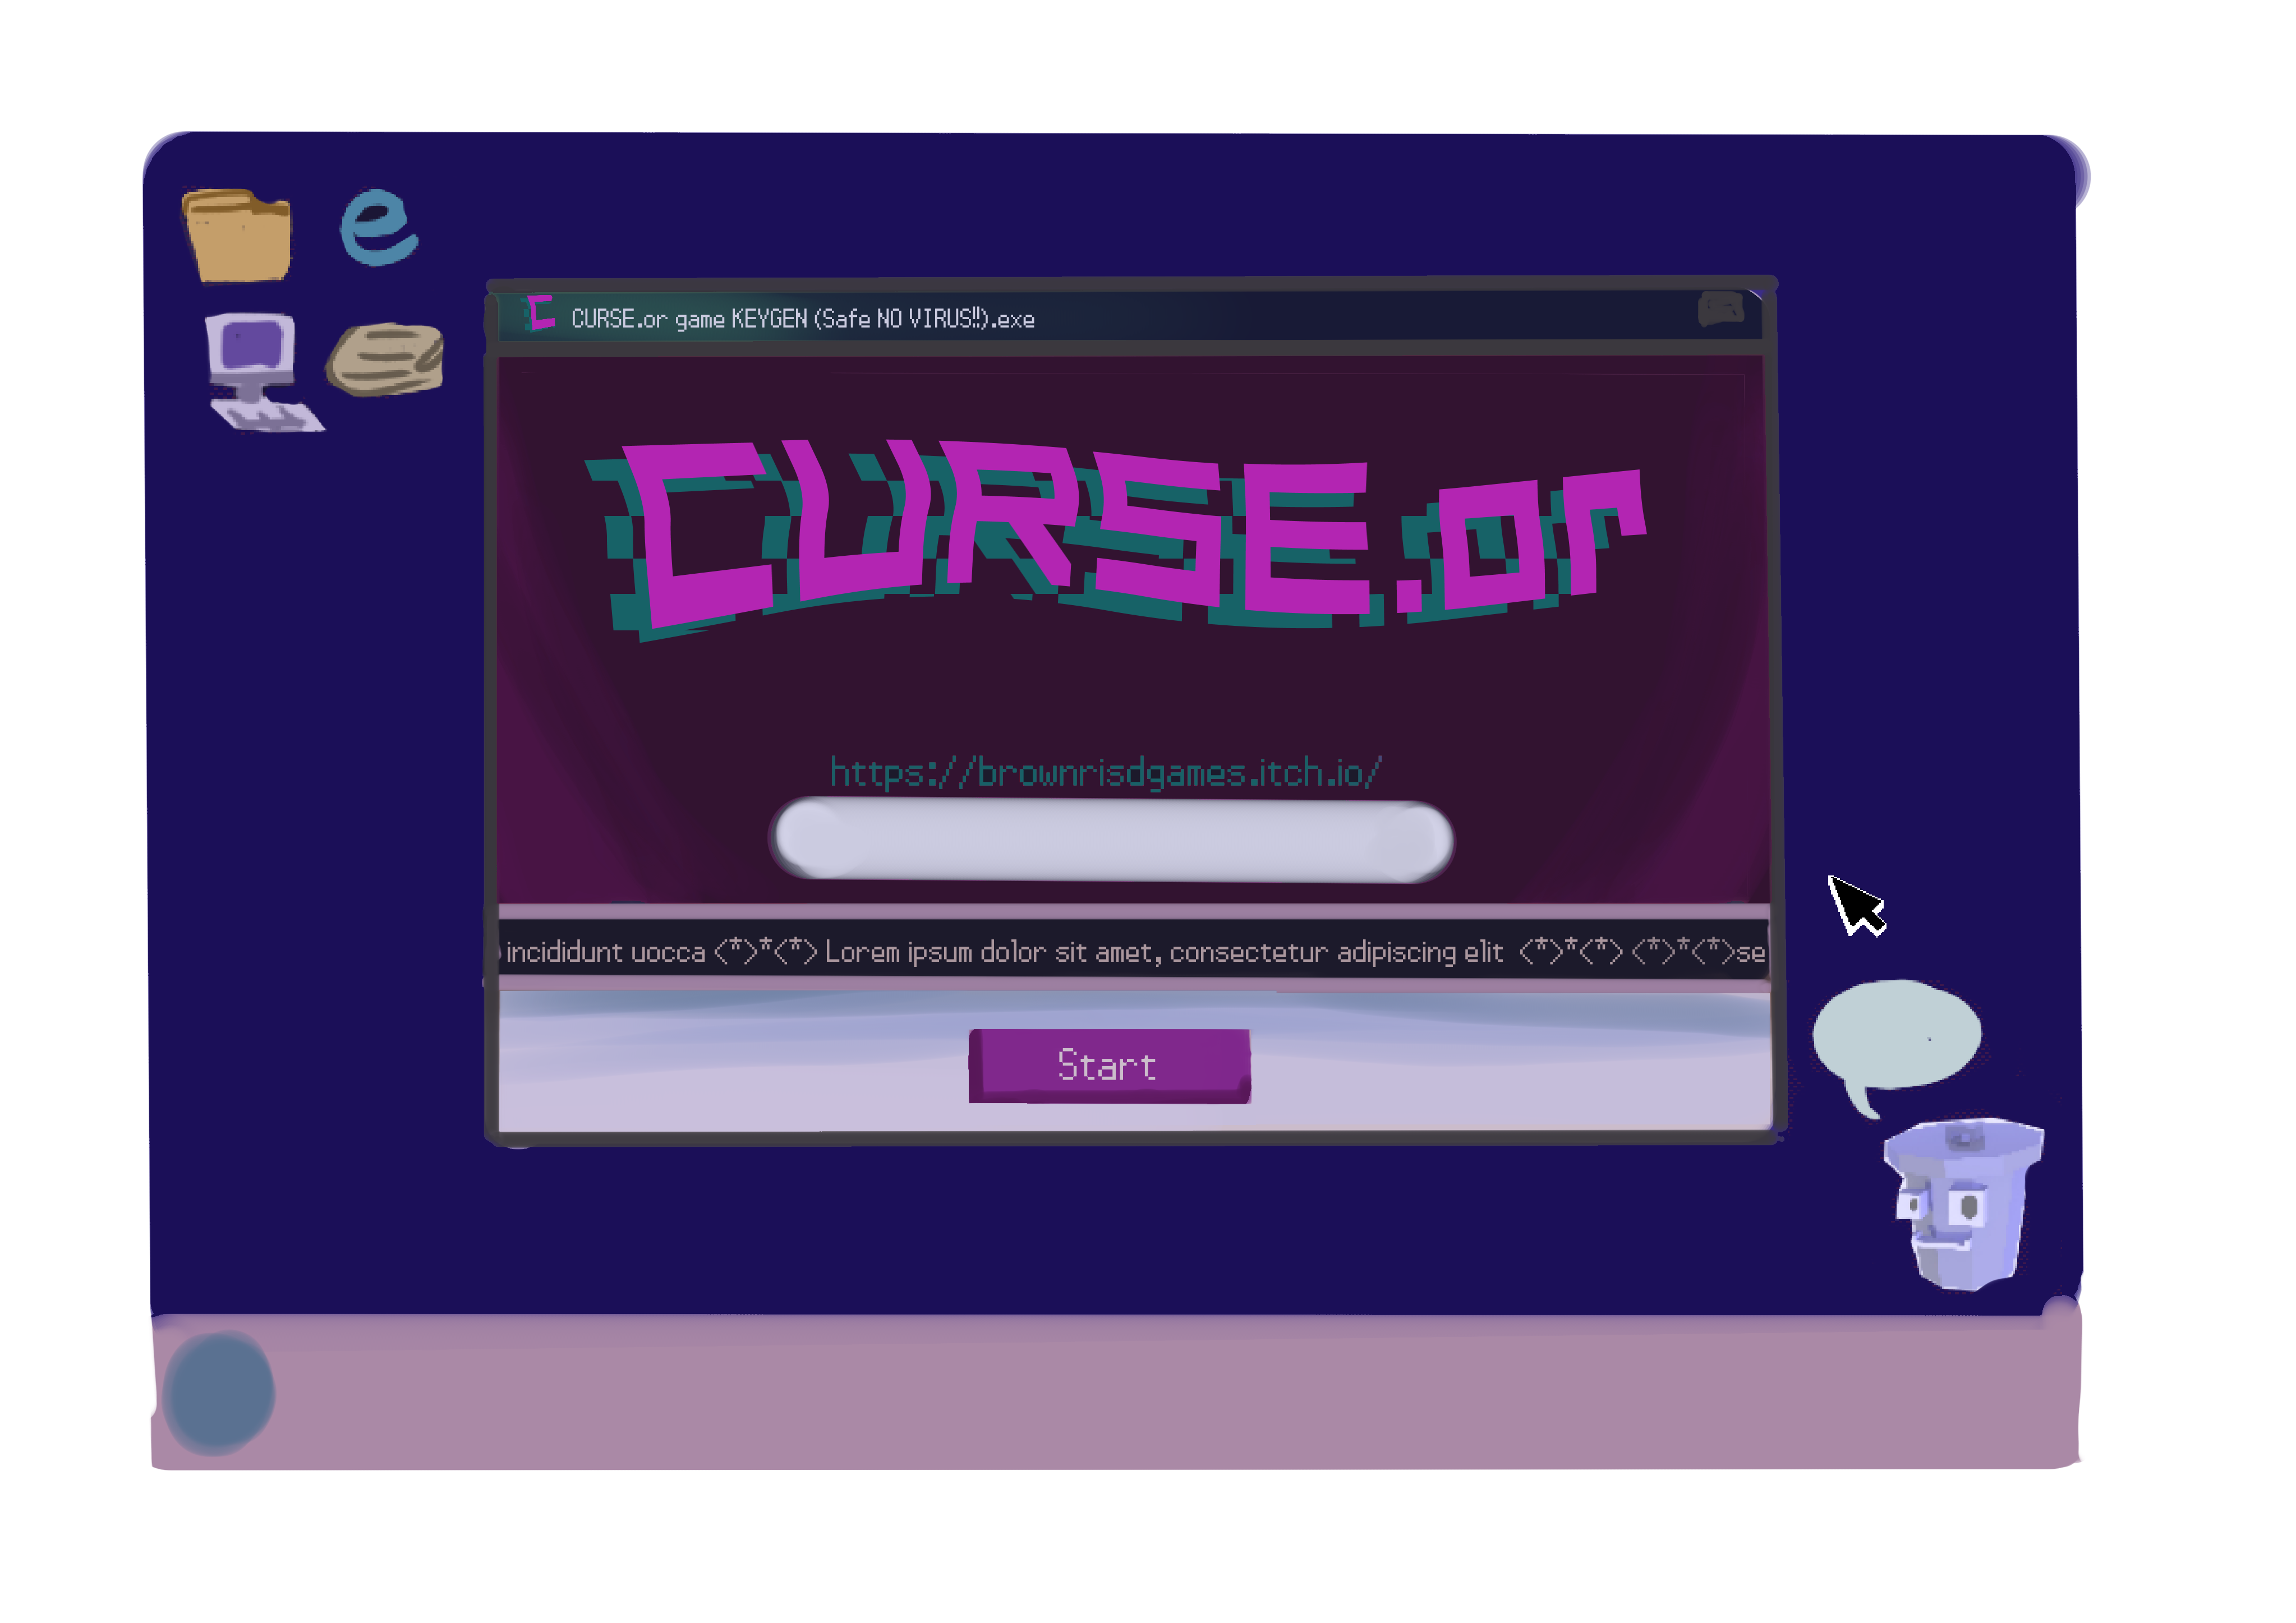 e
C CURSE.or game KEYGEN (Safe NO VIRUS!!).exe
CURSE.or
https://brownrisdgames.itch.io/
incididunt uocca <*>*<*> Lorem ipsum dolor sit amet, consectetur adipiscing elit <*>*<*> <*>*<*>se
Start